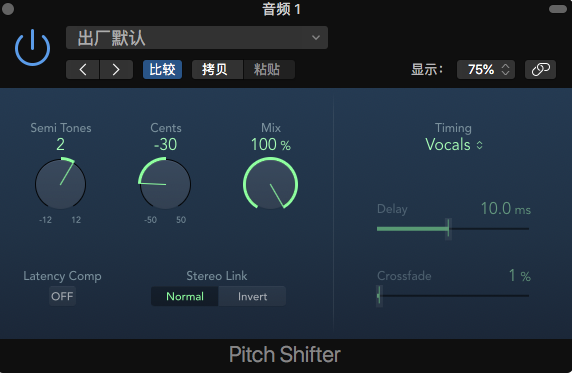 音频 1
出厂默认
比较 拷贝 粘贴 显示： 75%
Semi Tones Cents Mix Timing
2 -30 100 % Vocals
-12 12 -50 50
Delay 10.0 ms
Latency Comp Stereo Link Crossfade 1 %
OFF Normal Invert
Pitch Shifter